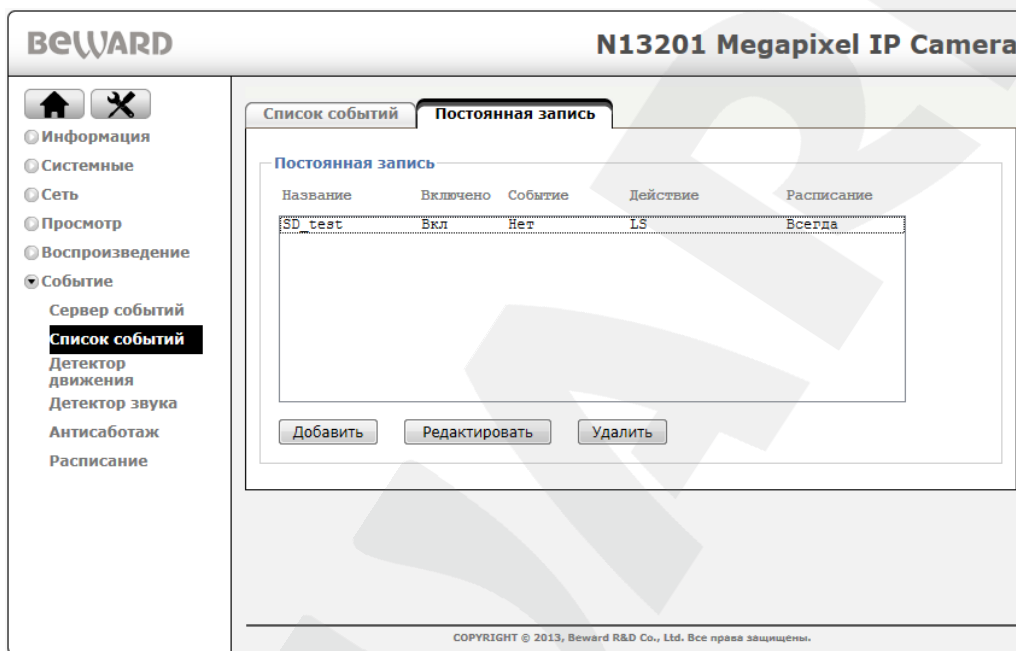 BEWARD
N13201 Megapixel IP Camera
Информация
Системные
Сеть
Просмотр
Воспроизведение
Событие
Сервер событий
Список событий
Детектор
движения
Детектор звука
Антисаботаж
Расписание
Список событий Постоянная запись
Постоянная запись
Название Включено Событие Действие Расписание
SD_test Вкл Нет LS Всегда
Добавить Редактировать Удалить
COPYRIGHT © 2013, Beward R&D Co., Ltd. Все права защищены.